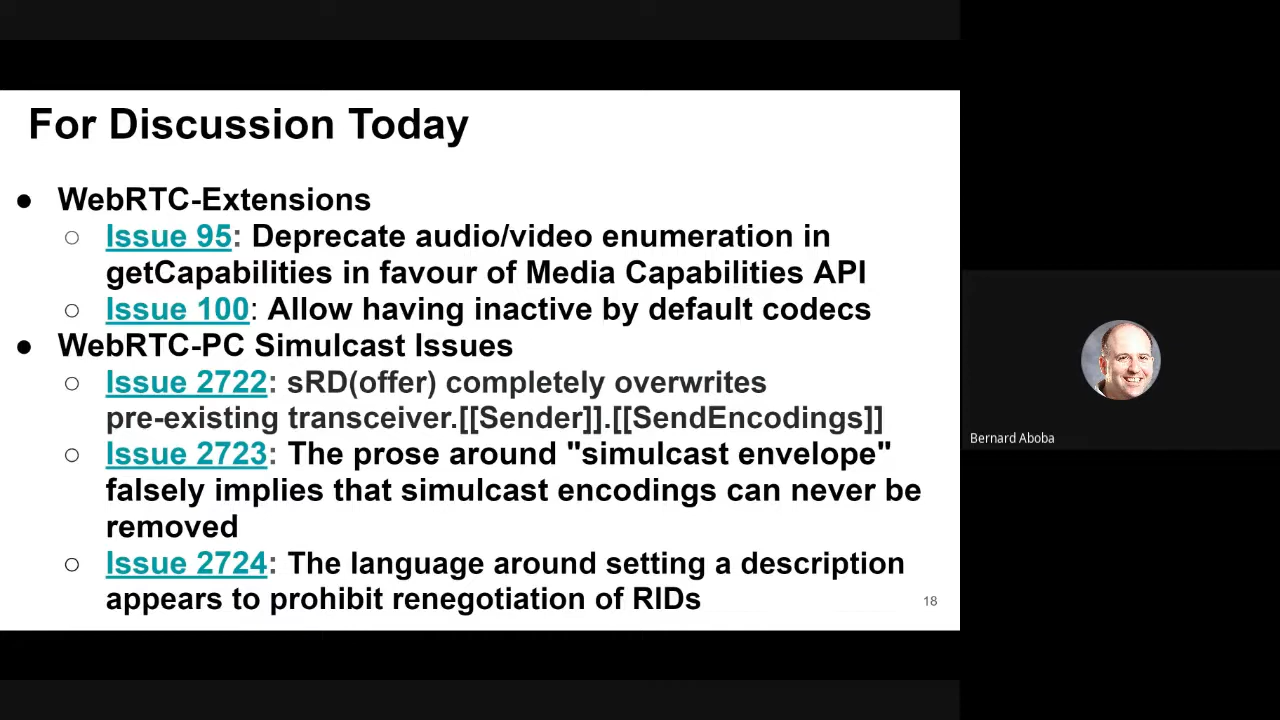 For Discussion Today
● WebRTC-Extensions
○ Issue 95: Deprecate audio/video enumeration in
getCapabilities in favour of Media Capabilities API
○ Issue 100: Allow having inactive by default codecs
● WebRTC-PC Simulcast Issues
○ Issue 2722: sRD(offer) completely overwrites
pre-existing transceiver.[[Sender]].[[SendEncodings]]
○ Issue 2723: The prose around "simulcast envelope"
falsely implies that simulcast encodings can never be
removed
○ Issue 2724: The language around setting a description
appears to prohibit renegotiation of RIDs
18
Bernard Aboba